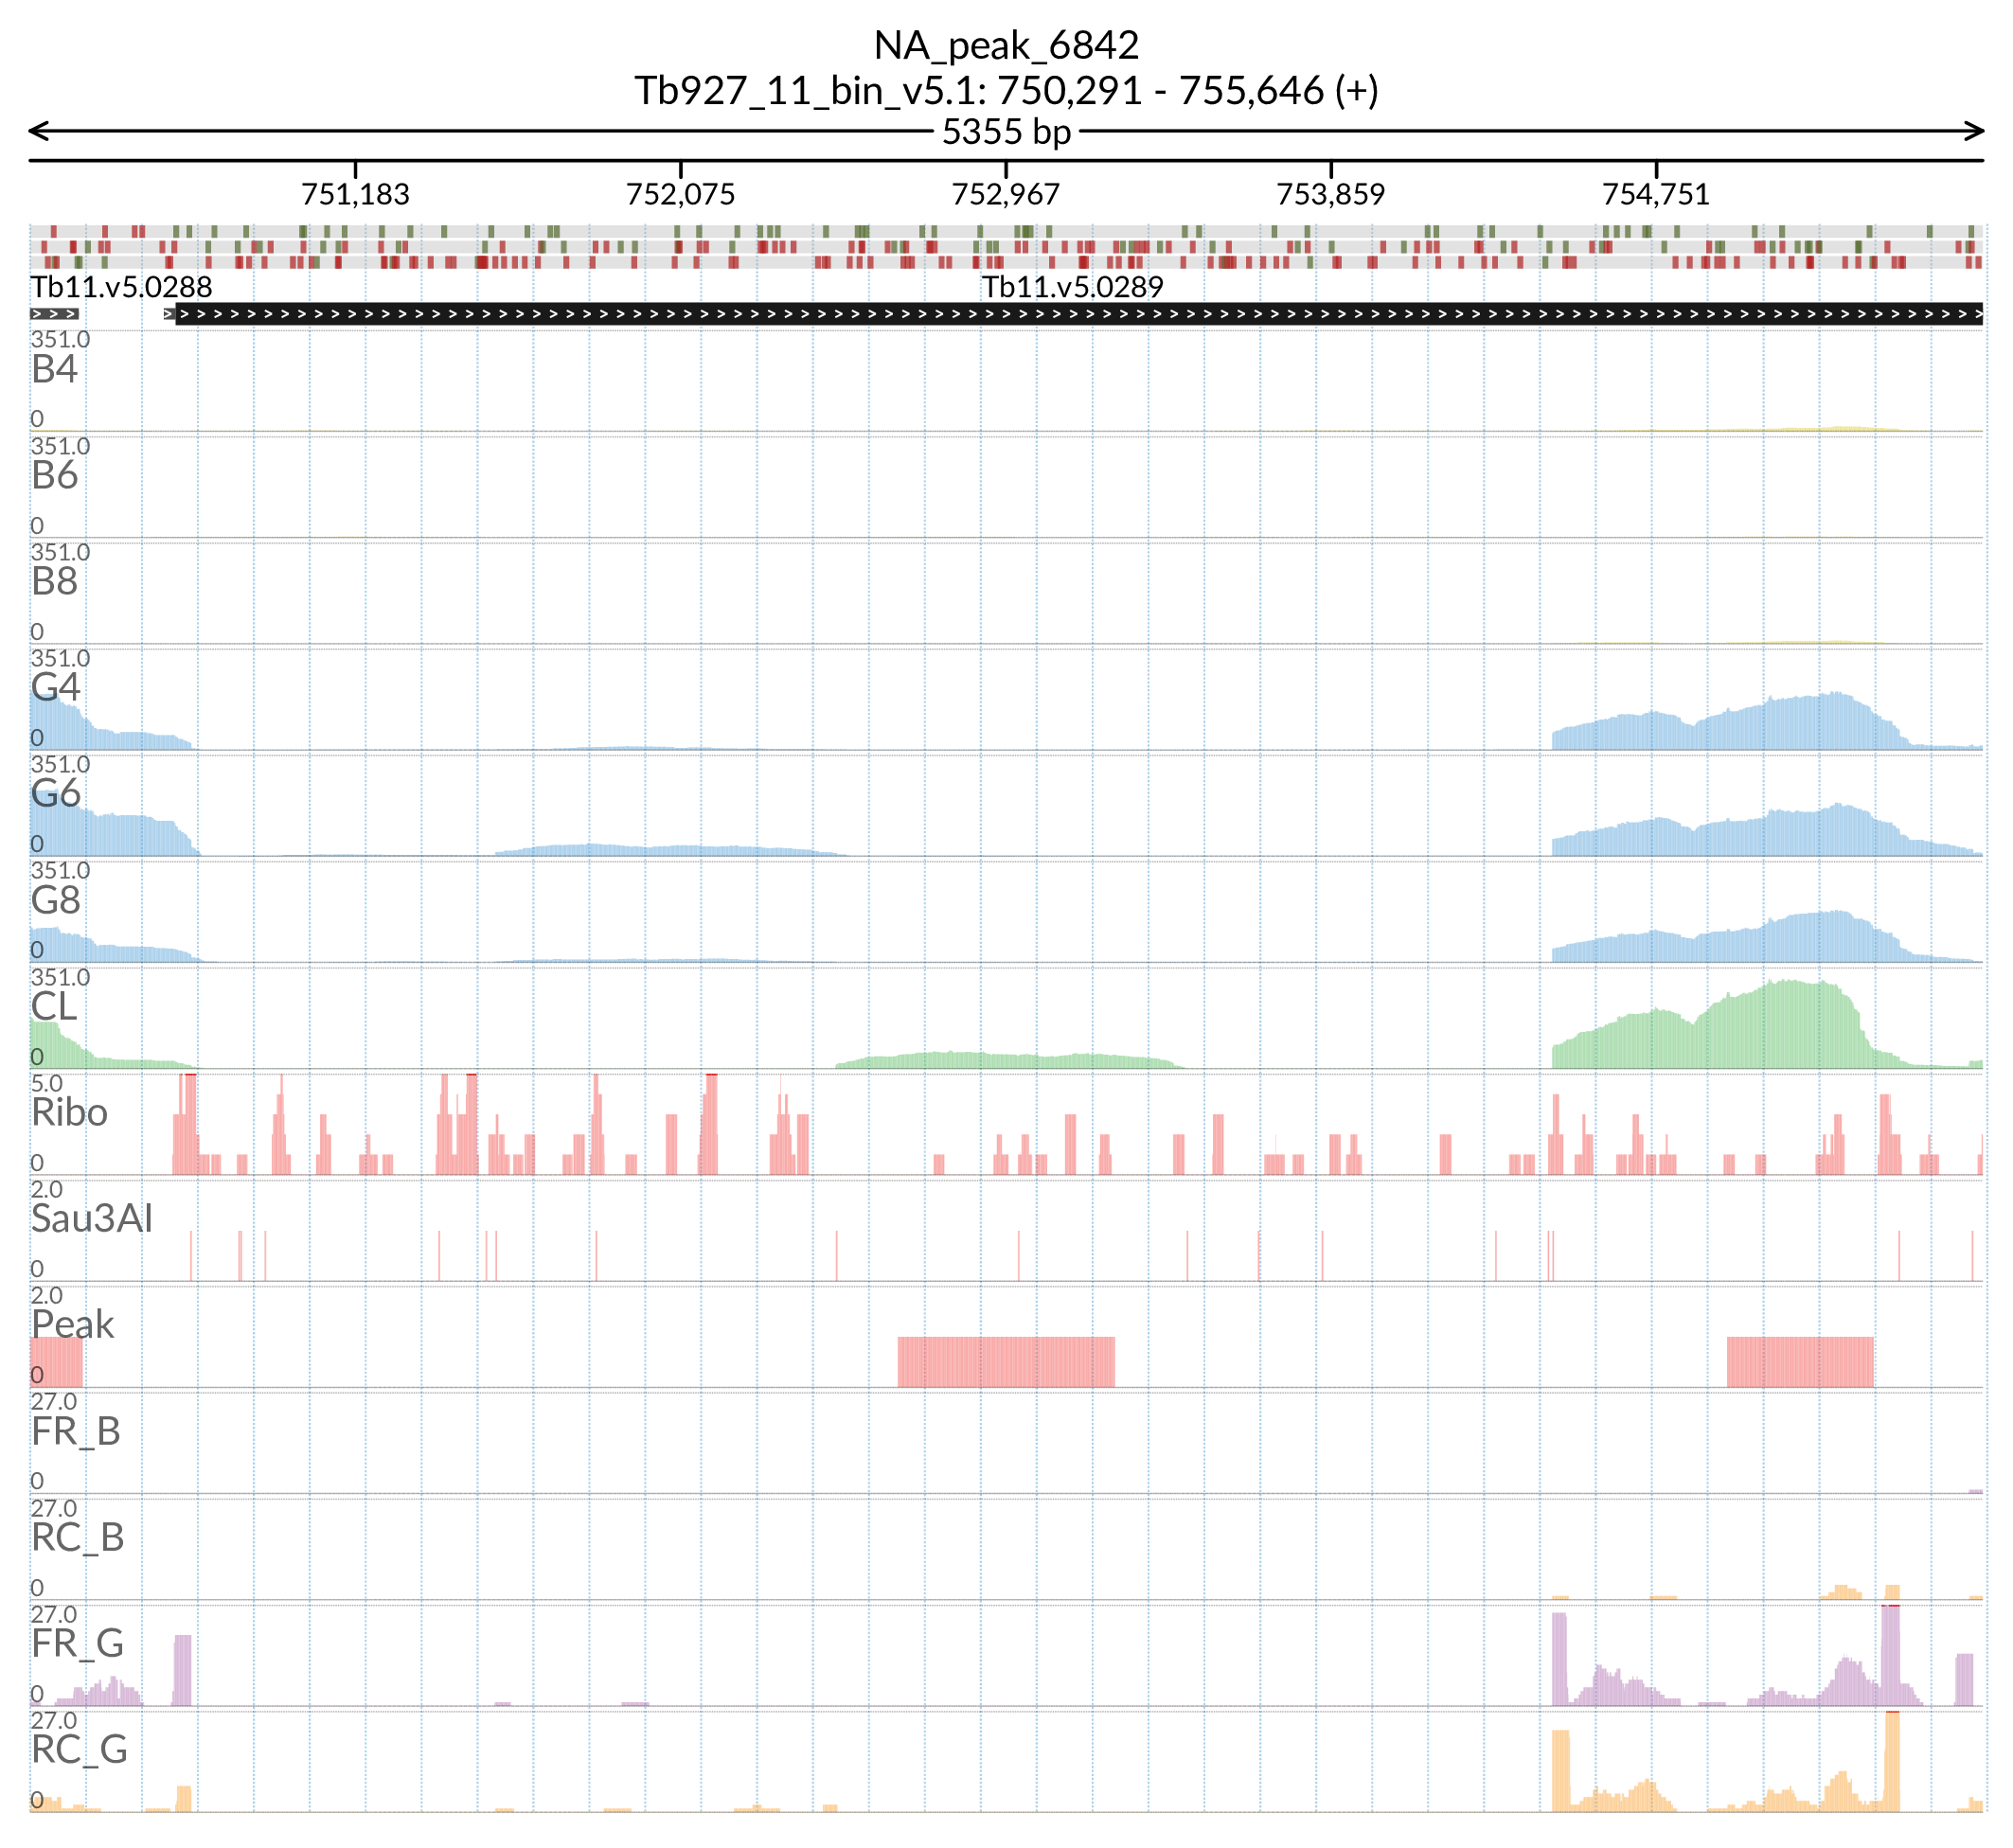 NA_peak_6842
Tb927_11_bin_v5.1: 750,291 - 755,646 (+)
5355 bp
751,183 752,075 752,967 753,859 754,751
Tb11.v5.0288 Tb11.v5.0289
351.0
B4
0
351.0
B6
0
351.0
B8
0
351.0
G4
0
351.0
G6
0
351.0
G8
0
351.0
CL
0
5.0
Ribo
0
2.0
Sau3AI
0
2.0
Peak
0
27.0
FR_B
0
27.0
RC_B
0
27.0
FR_G
0
27.0
RC_G
0